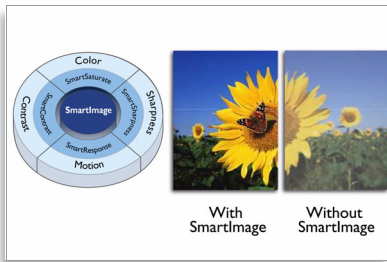 Color
SmartSaturate
Contrast
SmartContrast
SmartImage
SmartSharpness
Sharpness
SmartResponse
Motion
With
SmartImage
Without
SmartImage